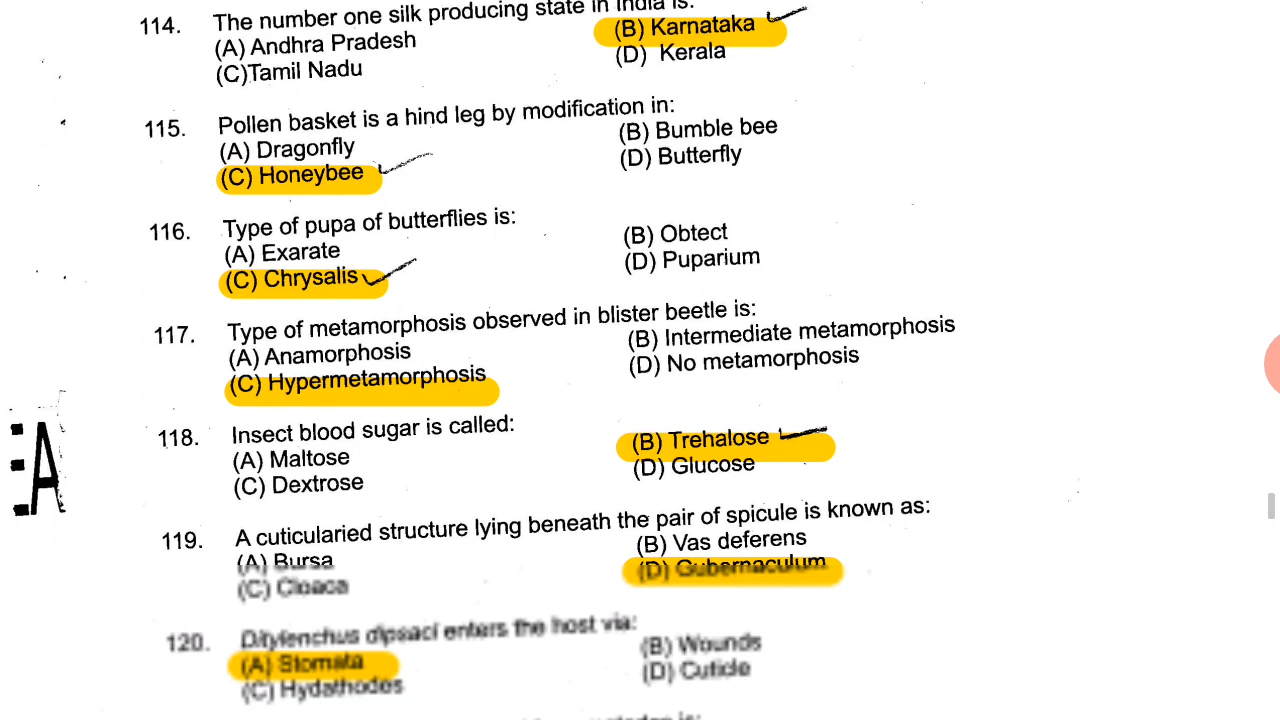 114. The number one silk producing state in India is:
(A) Andhra Pradesh (B) Karnataka
(C)Tamil Nadu (D) Kerala
115. Pollen basket is a hind leg by modification in:
(A) Dragonfly (B) Bumble bee
(C) Honeybee (D) Butterfly
116. Type of pupa of butterflies is:
(A) Exarate (B) Obtect
(C) Chrysalis (D) Puparium
117. Type of metamorphosis observed in blister beetle is:
(A) Anamorphosis (B) Intermediate metamorphosis
(C) Hypermetamorphosis (D) No metamorphosis
118. Insect blood sugar is called:
(A) Maltose (B) Trehalose
(C) Dextrose (D) Glucose
119. A cuticularied structure lying beneath the pair of spicule is known as:
(A) Bursa (B) Vas deferens
(C) Cloaca (D) Gubernaculum
120. Ditylenchus dipsaci enters the host via:
(A) Stomata (B) Wounds
(C) Hydathodes (D) Cuticle
is: